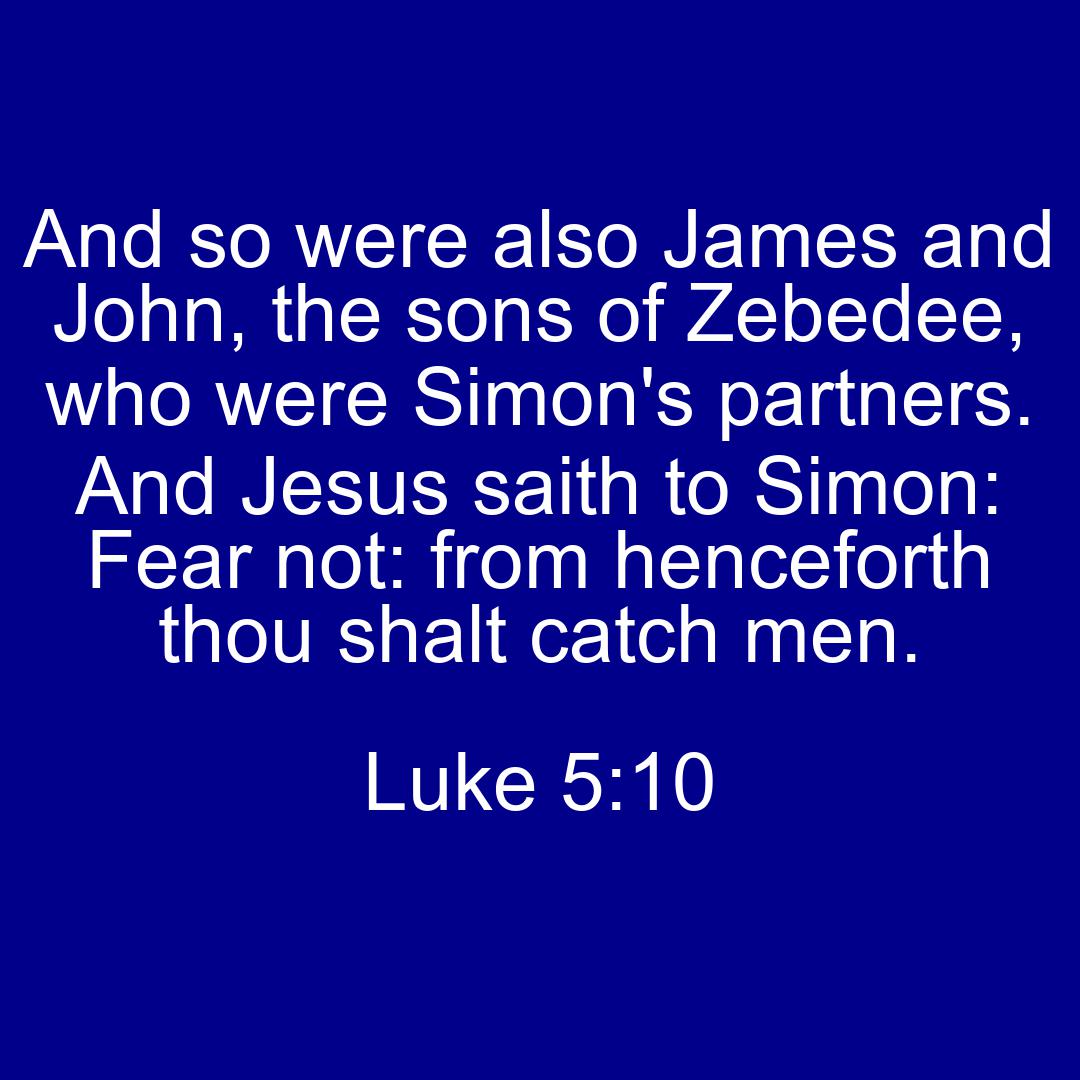 And so were also James and
John, the sons of Zebedee,
who were Simon's partners.
And Jesus saith to Simon:
Fear not: from henceforth
thou shalt catch men.
Luke 5:10